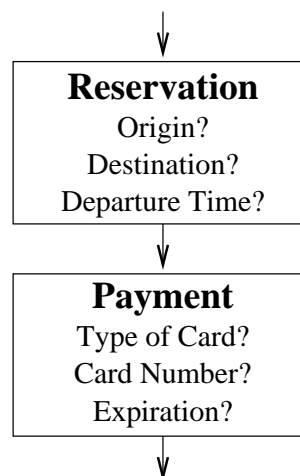 Reservation
Origin?
Destination?
Departure Time?
Payment
Type of Card?
Card Number?
Expiration?